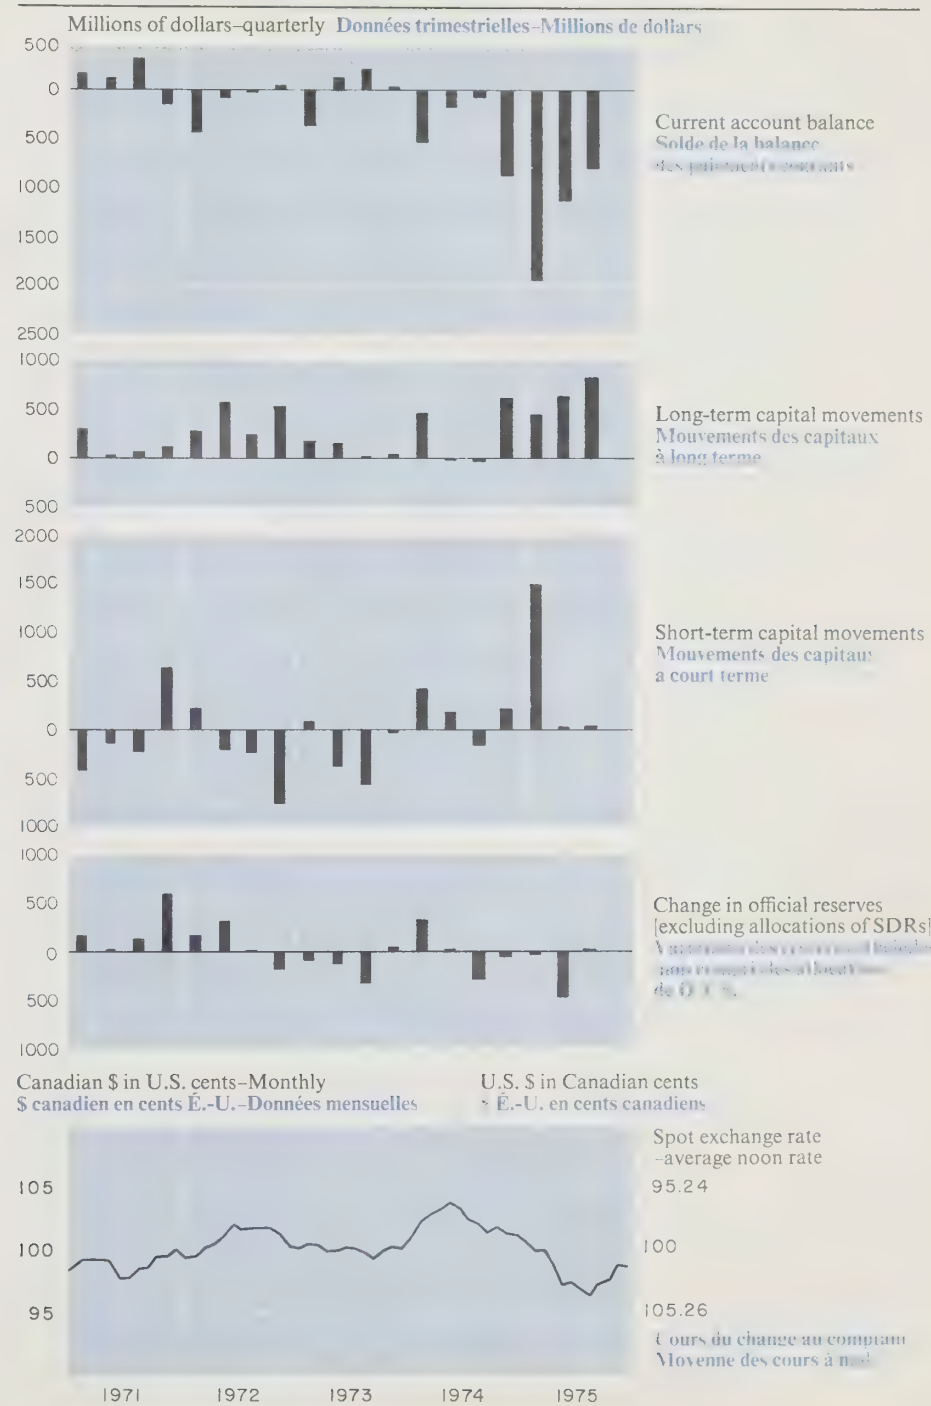 Millions of dollars–quarterly Données trimestrielles–Millions de dollars
500
0
500
1000
1500
2000
2500
Current account balance
Solde de la balance
des paiements courants
1000
500
0
500
Long-term capital movements
Mouvements des capitaux
à long terme
2000
1500
1000
500
0
500
1000
Short-term capital movements
Mouvements des capitaux
a court terme
1000
500
0
500
1000
Change in official reserves
[excluding allocations of SDRs]
de
Canadian $ in U.S. cents–Monthly
$ canadien en cents É.-U.–Données mensuelles
U.S. $ in Canadian cents
É.-U. en cents canadiens
105
100
95
Spot exchange rate
–average noon rate
95.24
100
105.26
Cours du change au comptant
Moyenne des cours à
1971 1972 1973 1974 1975